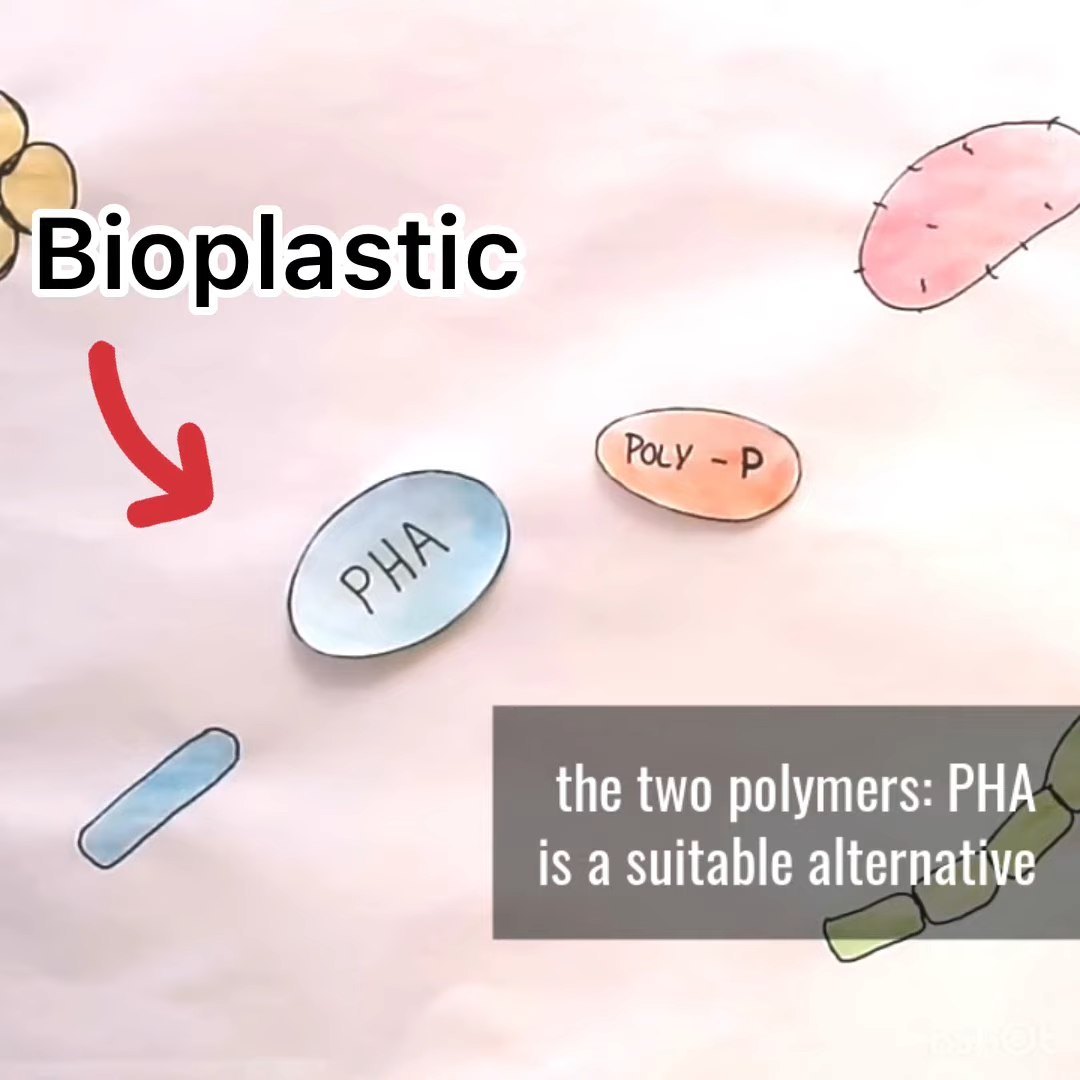 Bioplastic
POLY - P
PHA
the two polymers: PHA
is a suitable alternative